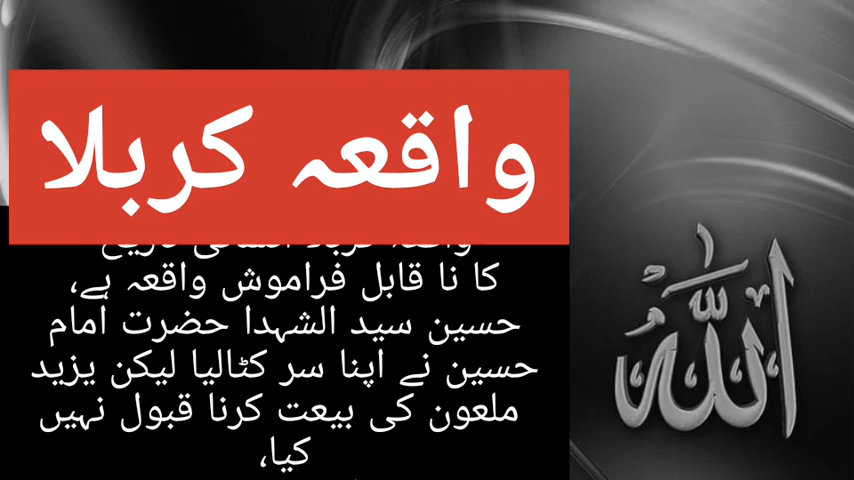 واقعہ کربلا
کا نا قابل فراموش واقعہ ہے،
حسین سید الشہدا حضرت امام
حسین نے اپنا سر کٹالیا لیکن یزید
ملعون کی بیعت کرنا قبول نہیں
کیا،
الله